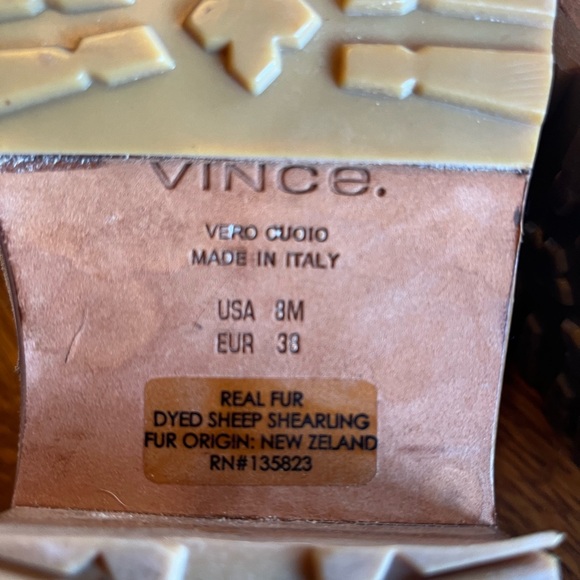 VINCe.
VERO CUOIO
MADE IN ITALY
USA 8M
EUR 38
REAL FUR
DYED SHEEP SHEARLING
FUR ORIGIN: NEW ZELAND
RN#135823